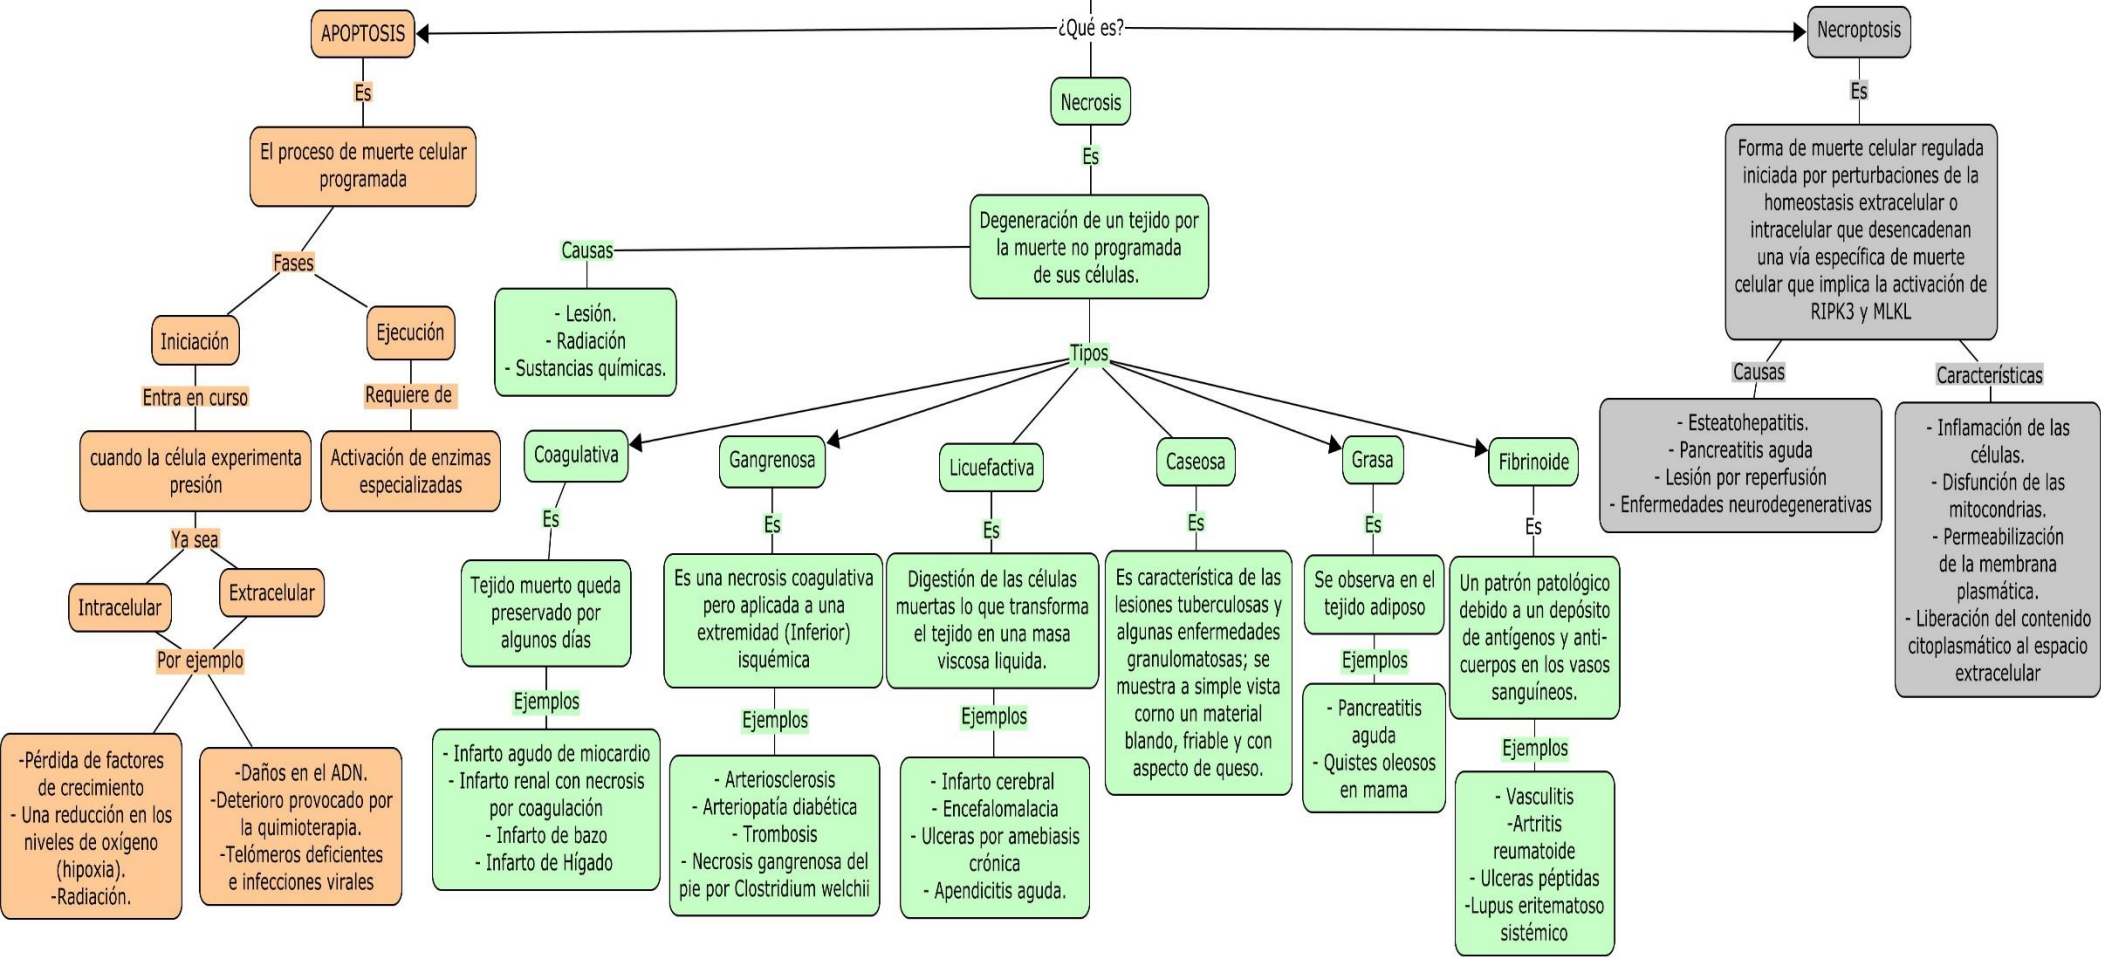 ¿Qué es?
APOPTOSIS
Es
El proceso de muerte celular
programada
Fases
Iniciación
Entra en curso
cuando la célula experimenta
presión
Ya sea
Intracelular
Extracelular
Por ejemplo
-Pérdida de factores
de crecimiento
- Una reducción en los
niveles de oxígeno
(hipoxia).
-Radiación.
-Daños en el ADN.
-Deterioro provocado por
la quimioterapia.
-Telómeros deficientes
e infecciones virales
Ejecución
Requiere de
Activación de enzimas
especializadas
Necrosis
Es
Degeneración de un tejido por
la muerte no programada
de sus células.
Causas
- Lesión.
- Radiación
- Sustancias químicas.
Tipos
Coagulativa
Es
Tejido muerto queda
preservado por
algunos días
Ejemplos
- Infarto agudo de miocardio
- Infarto renal con necrosis
por coagulación
- Infarto de bazo
- Infarto de Hígado
Gangrenosa
Es
Es una necrosis coagulativa
pero aplicada a una
extremidad (Inferior)
isquémica
Ejemplos
- Arteriosclerosis
- Arteriopatía diabética
- Trombosis
- Necrosis gangrenosa del
pie por Clostridium welchii
Licuefactiva
Es
Digestión de las células
muertas lo que transforma
el tejido en una masa
viscosa liquida.
Ejemplos
- Infarto cerebral
- Encefalomalacia
- Ulceras por amebiasis
crónica
- Apendicitis aguda.
Caseosa
Es
Es característica de las
lesiones tuberculosas y
algunas enfermedades
granulomatosas; se
muestra a simple vista
corno un material
blando, friable y con
aspecto de queso.
Grasa
Es
Se observa en el
tejido adiposo
Ejemplos
- Pancreatitis
aguda
- Quistes oleosos
en mama
Fibrinoide
Es
Un patrón patológico
debido a un depósito
de antígenos y anti-
cuerpos en los vasos
sanguíneos.
Ejemplos
- Vasculitis
-Artritis
reumatoide
- Ulceras péptidas
-Lupus eritematoso
sistémico
Necroptosis
Es
Forma de muerte celular regulada
iniciada por perturbaciones de la
homeostasis extracelular o
intracelular que desencadenan
una vía específica de muerte
celular que implica la activación de
RIPK3 y MLKL
Causas
- Esteatohepatitis.
- Pancreatitis aguda
- Lesión por reperfusión
- Enfermedades neurodegenerativas
Características
- Inflamación de las
células.
- Disfunción de las
mitocondrias.
- Permeabilización
de la membrana
plasmática.
- Liberación del contenido
citoplasmático al espacio
extracelular